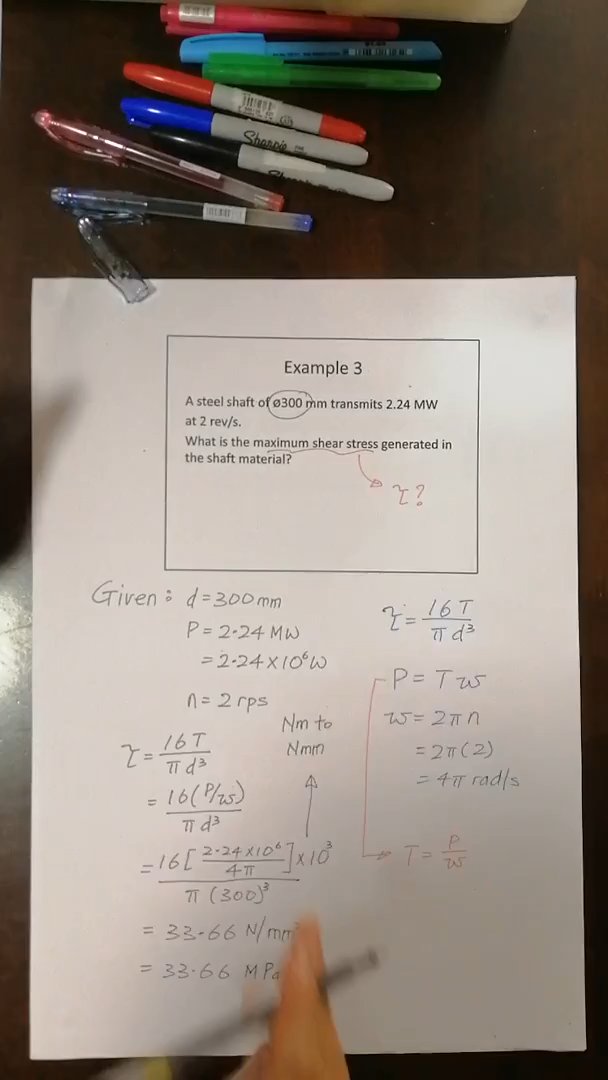 Sharpie
Example 3
A steel shaft of ø300 mm transmits 2.24 MW
at 2 rev/s.
What is the maximum shear stress generated in
the shaft material?
τ?
Given: d = 300 mm
P = 2.24 MW
= 2.24 × 10⁶ W
n = 2 rps
τ = 16T / πd³
= 16(P/ω) / πd³
= 16[2.24×10⁶ / 4π] × 10³ / π(300)³
= 33.66 N/mm²
= 33.66 MPa
Nm to
Nmm
τ = 16T / πd³
P = Tω
ω = 2πn
= 2π(2)
= 4π rad/s
T = P/ω